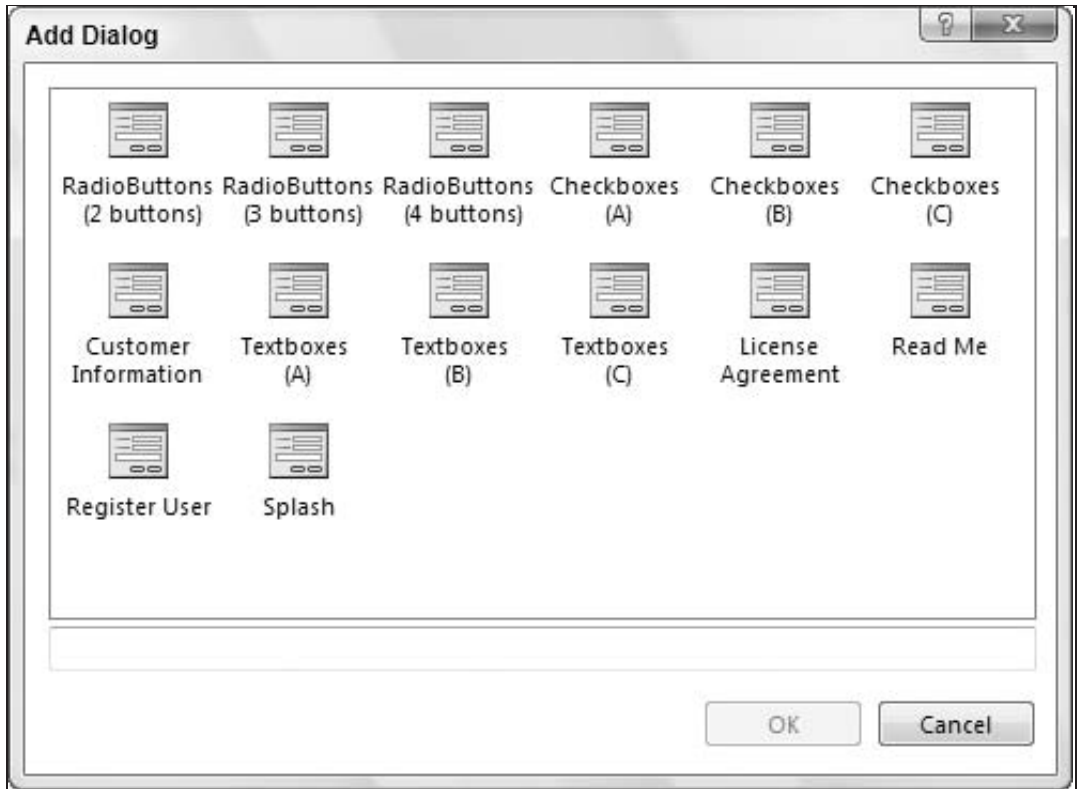 Add Dialog
RadioButtons RadioButtons RadioButtons Checkboxes Checkboxes Checkboxes
(2 buttons) (3 buttons) (4 buttons) (A) (B) (C)
Customer Textboxes Textboxes Textboxes License Read Me
Information (A) (B) (C) Agreement
Register User Splash
OK Cancel